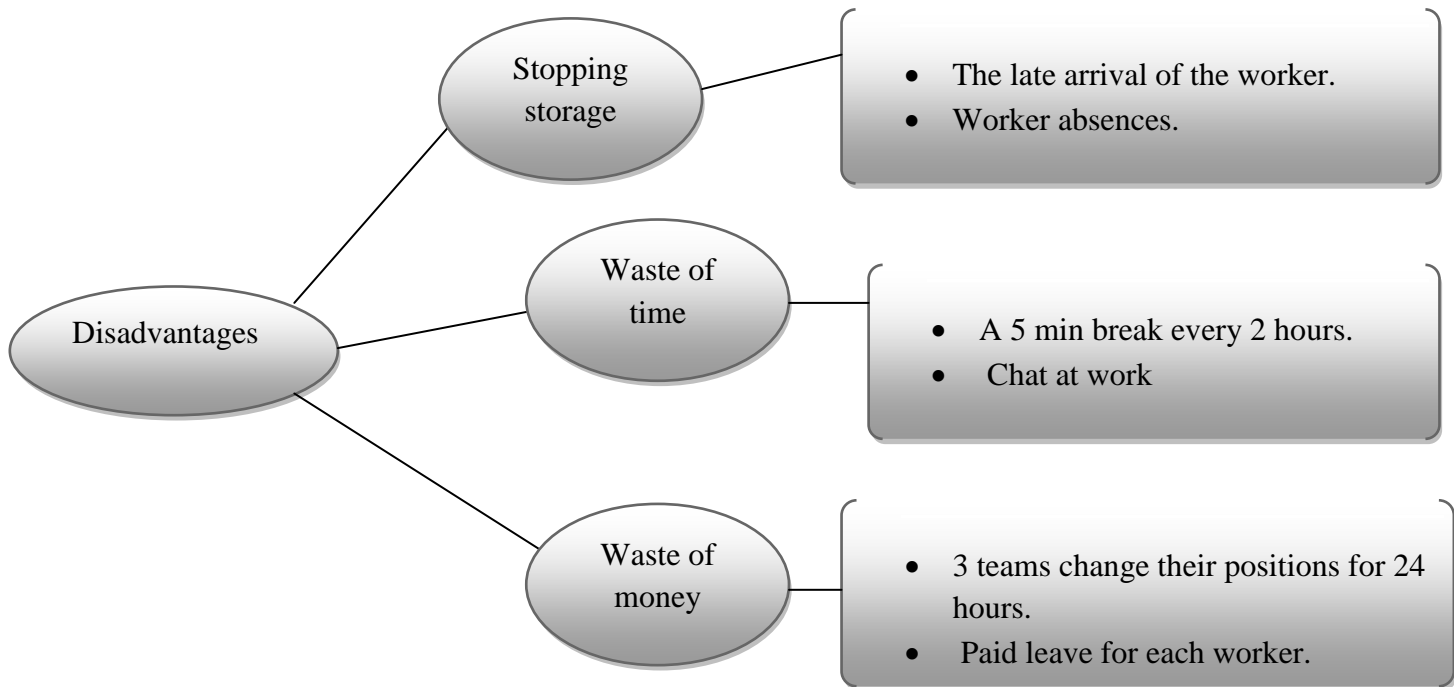 Disadvantages
Stopping
storage
• The late arrival of the worker.
• Worker absences.
Waste of
time
• A 5 min break every 2 hours.
• Chat at work
Waste of
money
• 3 teams change their positions for 24
hours.
• Paid leave for each worker.